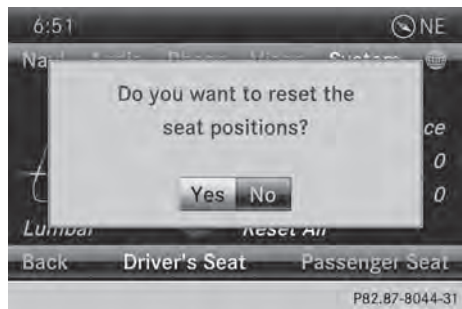 6:51 NE
System
Do you want to reset the
seat positions?
ce
0
0
Yes No
Reset All
Back Driver's Seat Passenger Seat
P82.87-8044-31